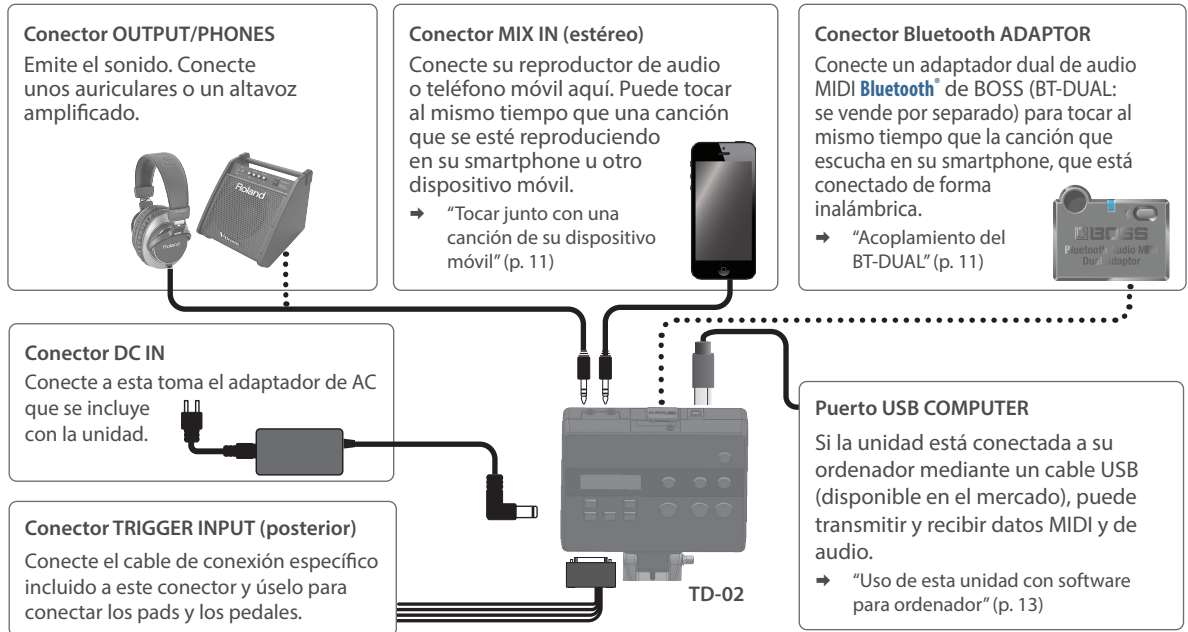 Conector OUTPUT/PHONES
Emite el sonido. Conecte
unos auriculares o un altavoz
amplificado.
Roland
Roland
Conector MIX IN (estéreo)
Conecte su reproductor de audio
o teléfono móvil aquí. Puede tocar
al mismo tiempo que una canción
que se esté reproduciendo
en su smartphone u otro
dispositivo móvil.
➔ “Tocar junto con una
canción de su dispositivo
móvil” (p. 11)
Conector Bluetooth ADAPTOR
Conecte un adaptador dual de audio
MIDI Bluetooth® de BOSS (BT-DUAL:
se vende por separado) para tocar al
mismo tiempo que la canción que
escucha en su smartphone, que está
conectado de forma
inalámbrica.
➔ “Acoplamiento del
BT-DUAL” (p. 11)
BOSS
Bluetooth Audio MIDI
Dual Adaptor
Conector DC IN
Conecte a esta toma el adaptador de AC
que se incluye
con la unidad.
Conector TRIGGER INPUT (posterior)
Conecte el cable de conexión específico
incluido a este conector y úselo para
conectar los pads y los pedales.
TD-02
Puerto USB COMPUTER
Si la unidad está conectada a su
ordenador mediante un cable USB
(disponible en el mercado), puede
transmitir y recibir datos MIDI y de
audio.
➔ “Uso de esta unidad con software
para ordenador” (p. 13)